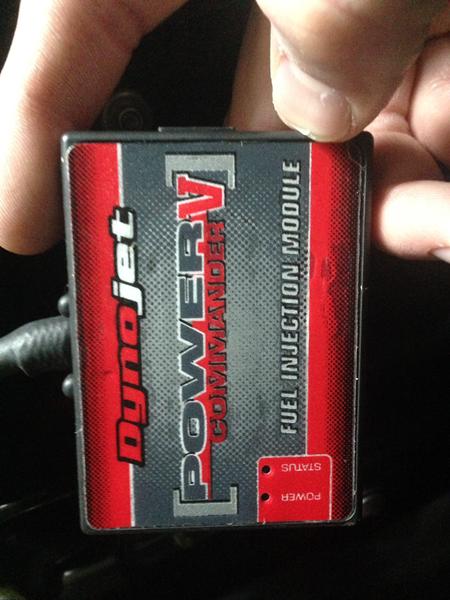 Dynojet
[POWER V]
COMMANDER
FUEL INJECTION MODULE
STATUS
POWER